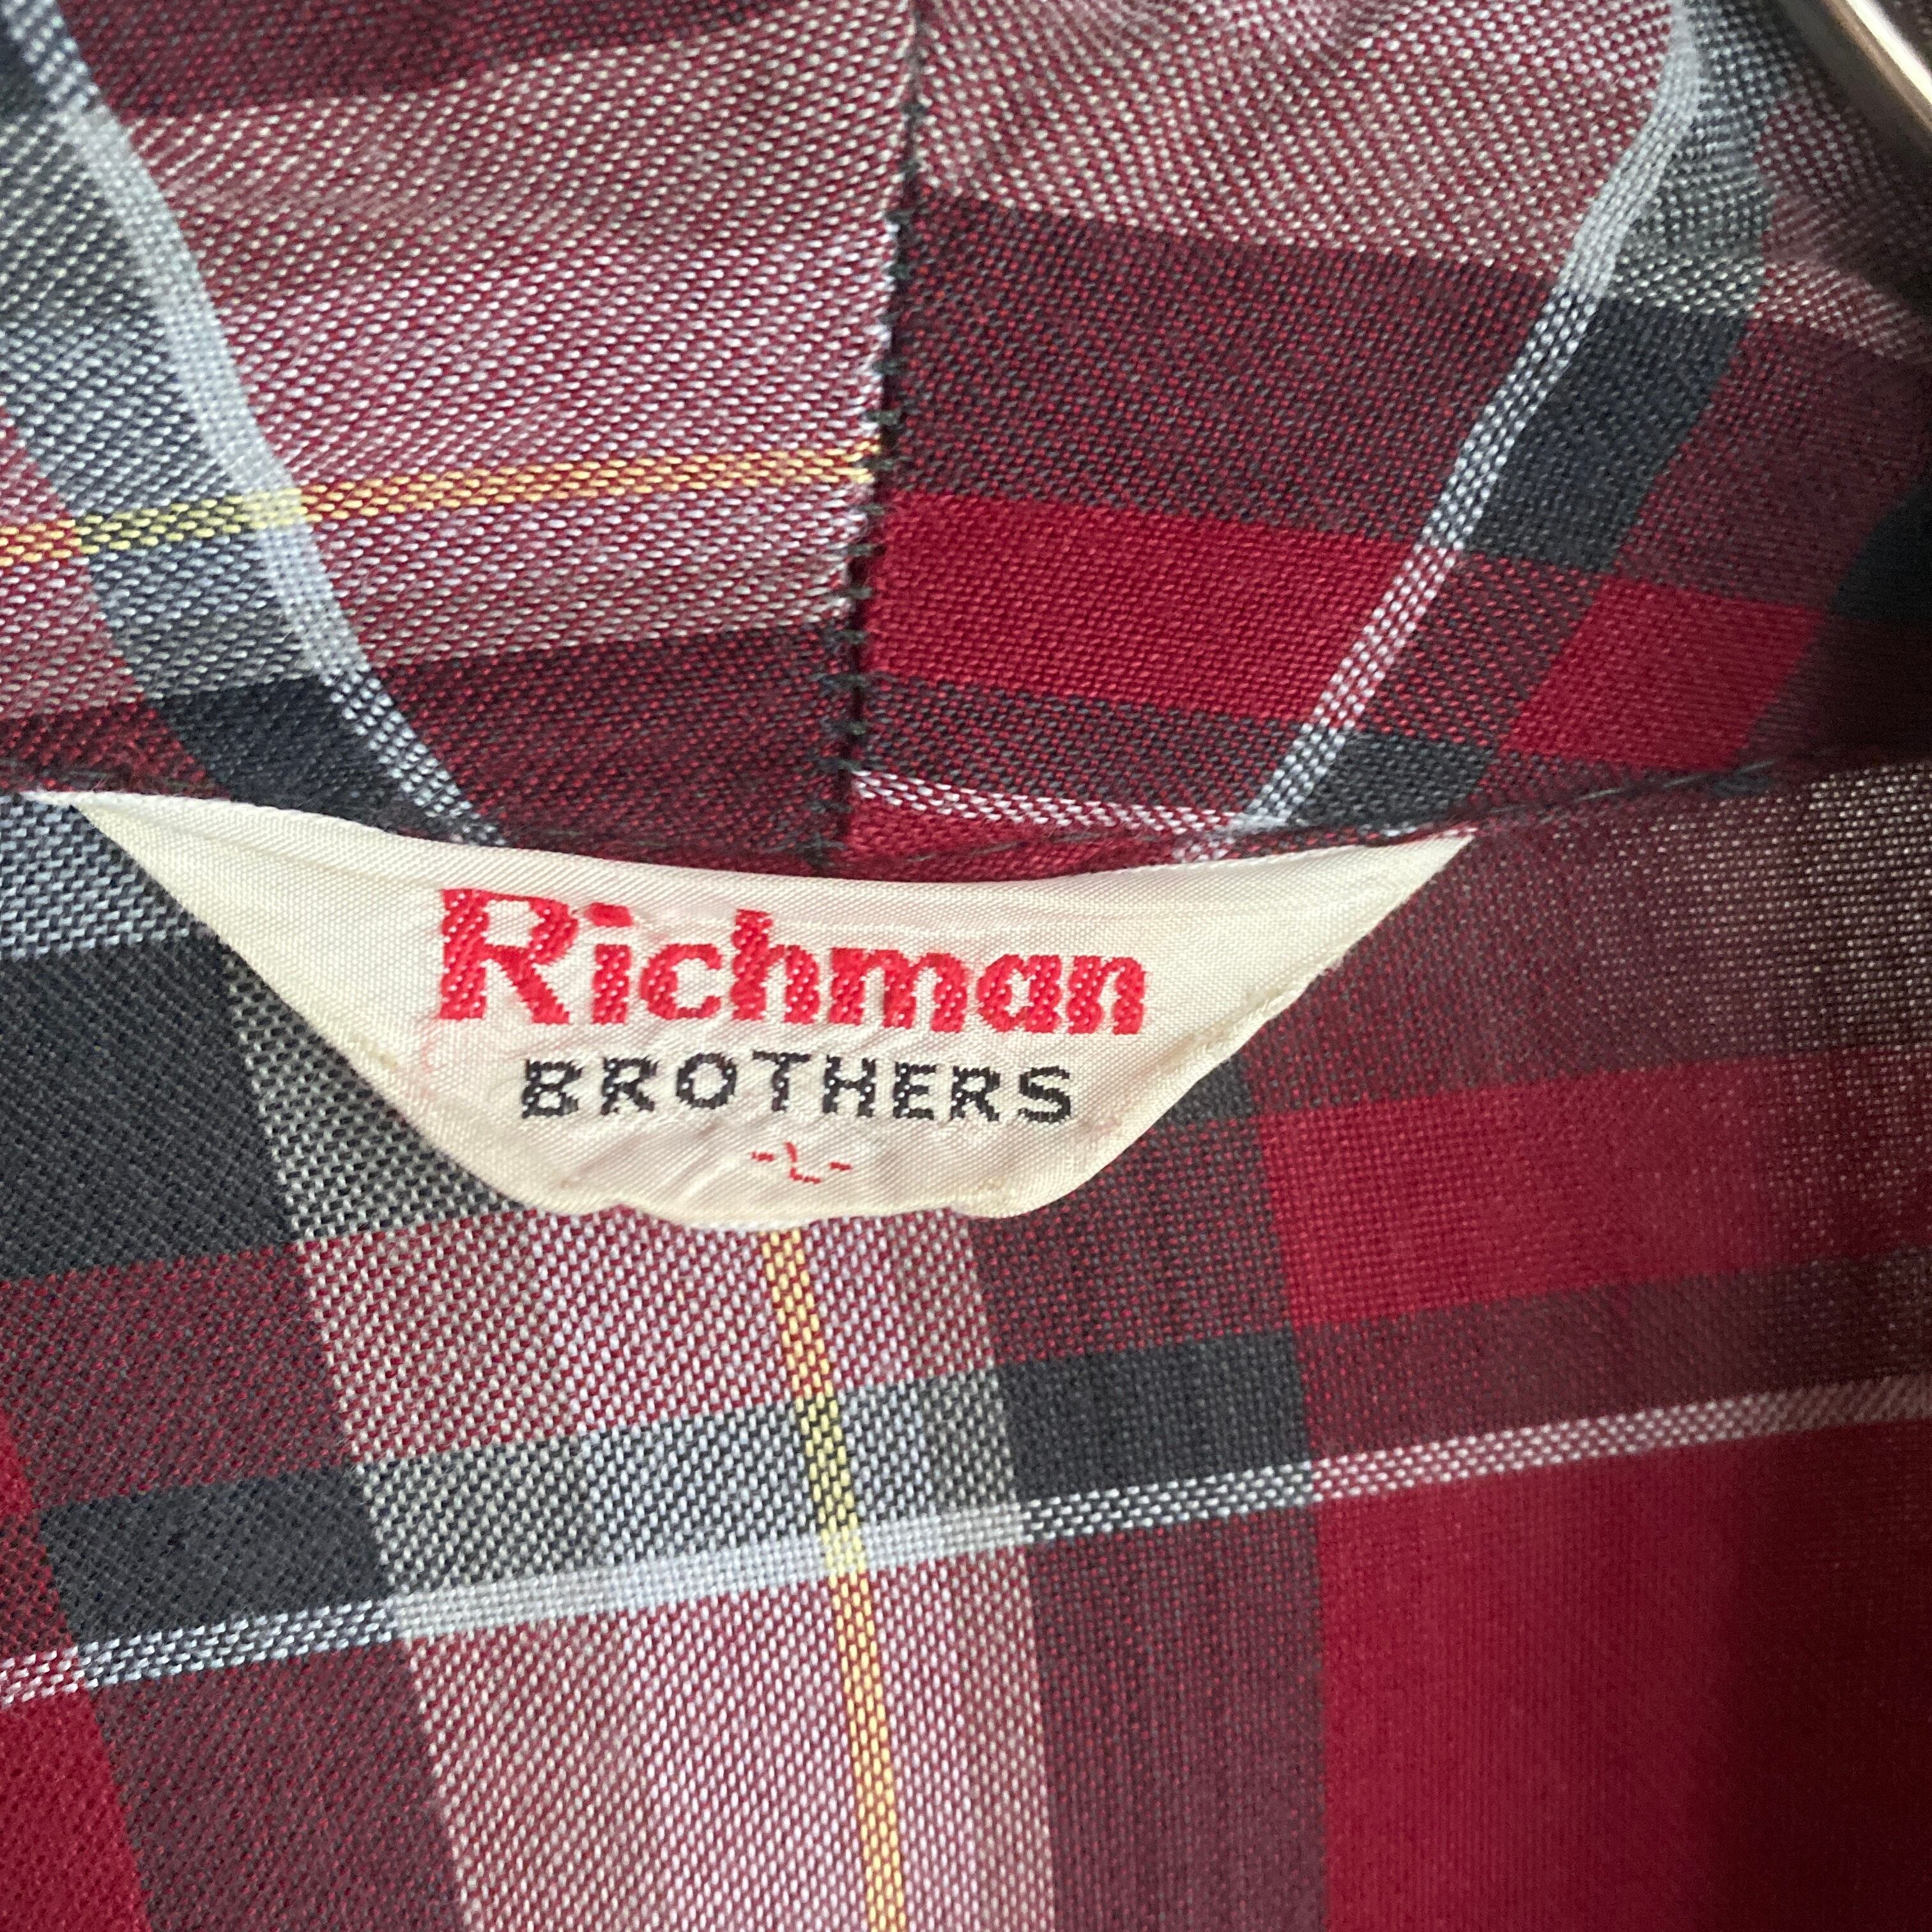 Richman
BROTHERS
-L-